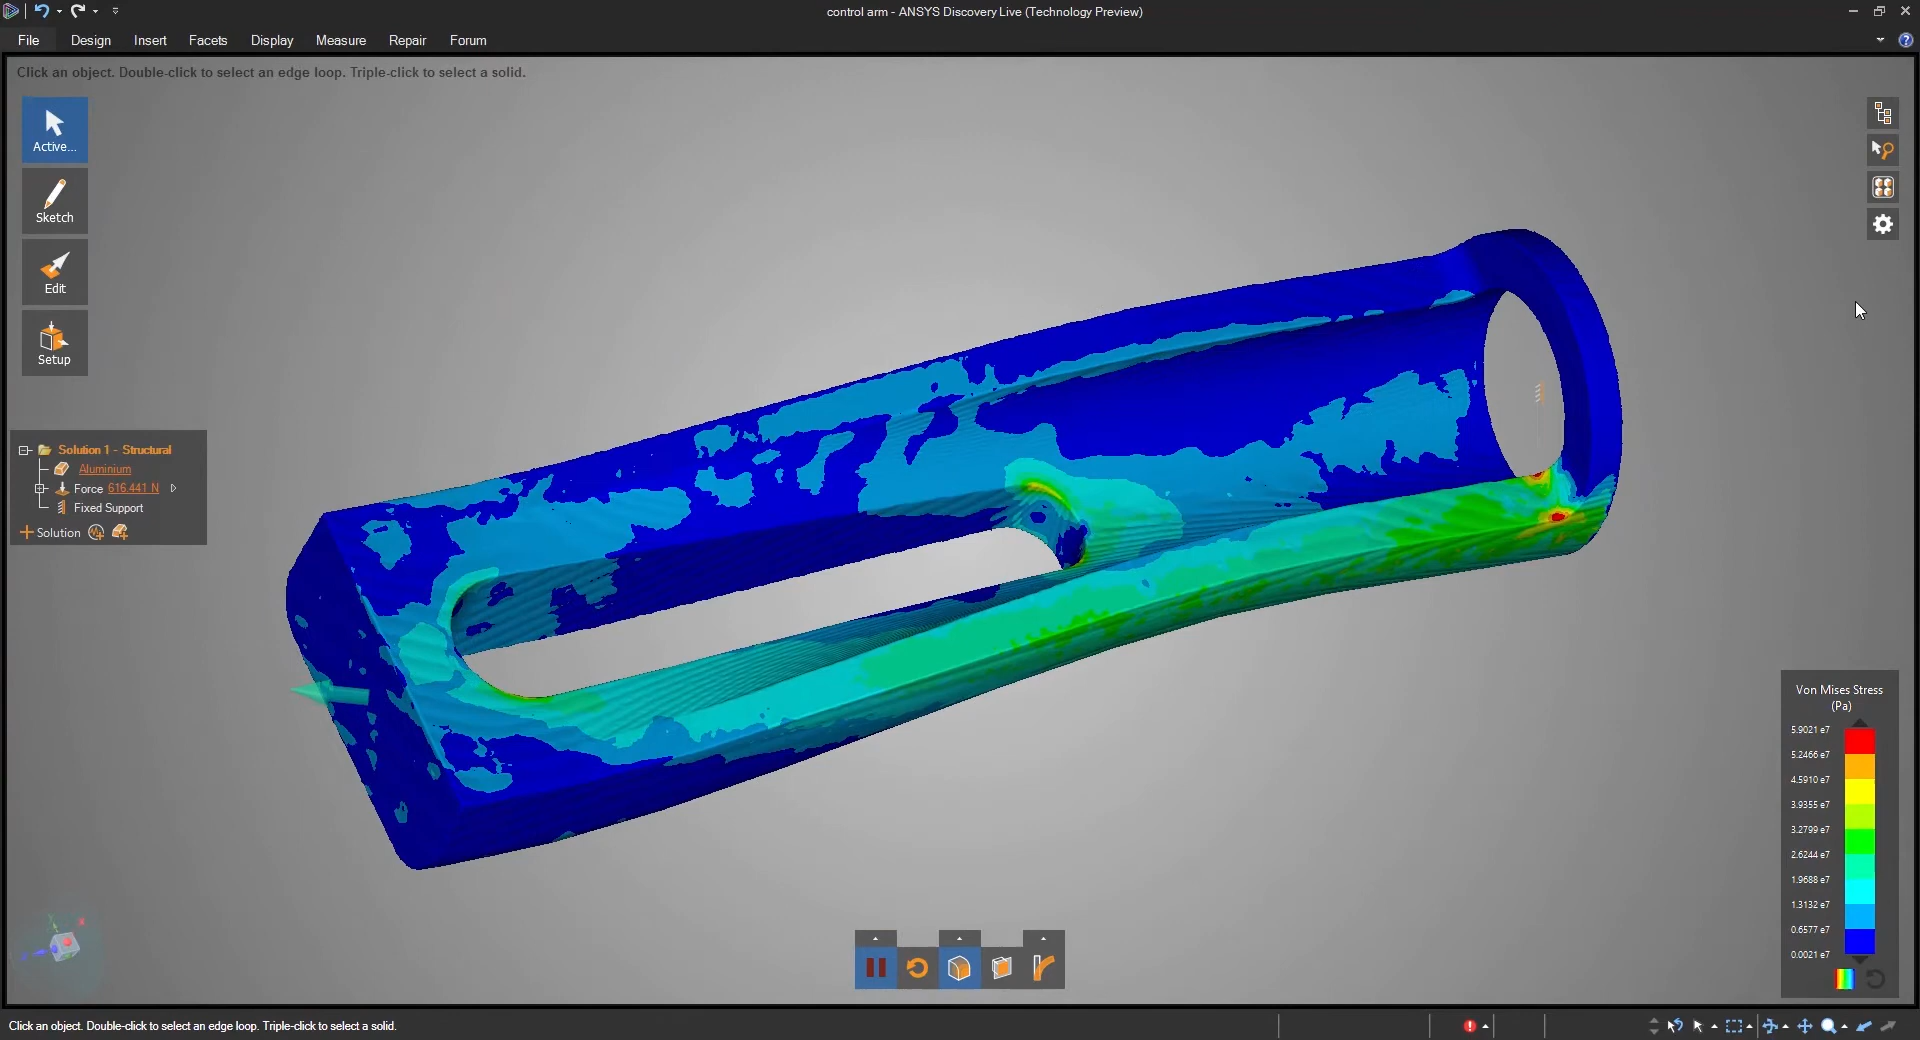 control arm - ANSYS Discovery Live (Technology Preview)
File Design Insert Facets Display Measure Repair Forum
Click an object. Double-click to select an edge loop. Triple-click to select a solid.
Active...
Sketch
Edit
Setup
Solution 1 - Structural
Aluminium
Force 616.441 N
Fixed Support
Solution
Von Mises Stress
(Pa)
5.9021 e7
5.2466 e7
4.5910 e7
3.9355 e7
3.2799 e7
2.6244 e7
1.9688 e7
1.3132 e7
0.6577 e7
0.0021 e7
Click an object. Double-click to select an edge loop. Triple-click to select a solid.